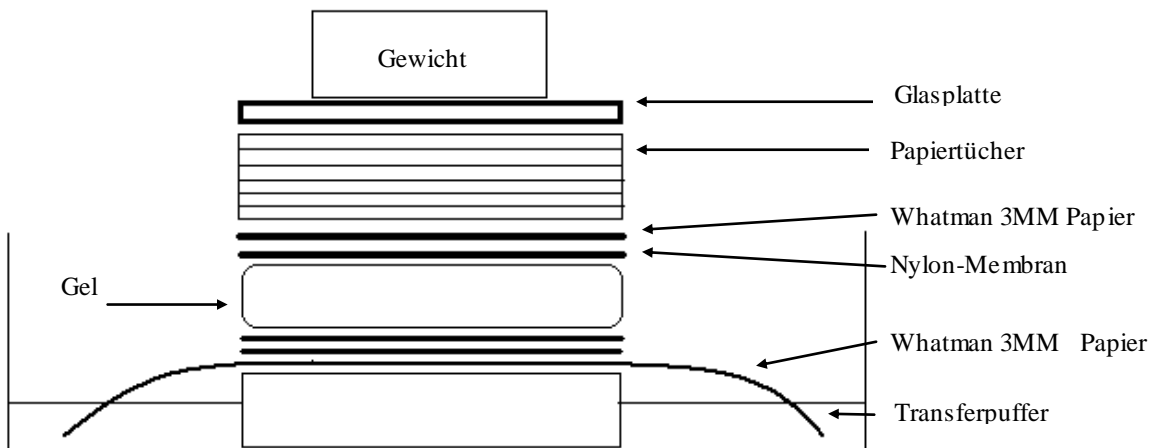 Gewicht
Glasplatte
Papiertücher
Whatman 3MM Papier
Nylon-Membran
Gel
Whatman 3MM Papier
Transferpuffer